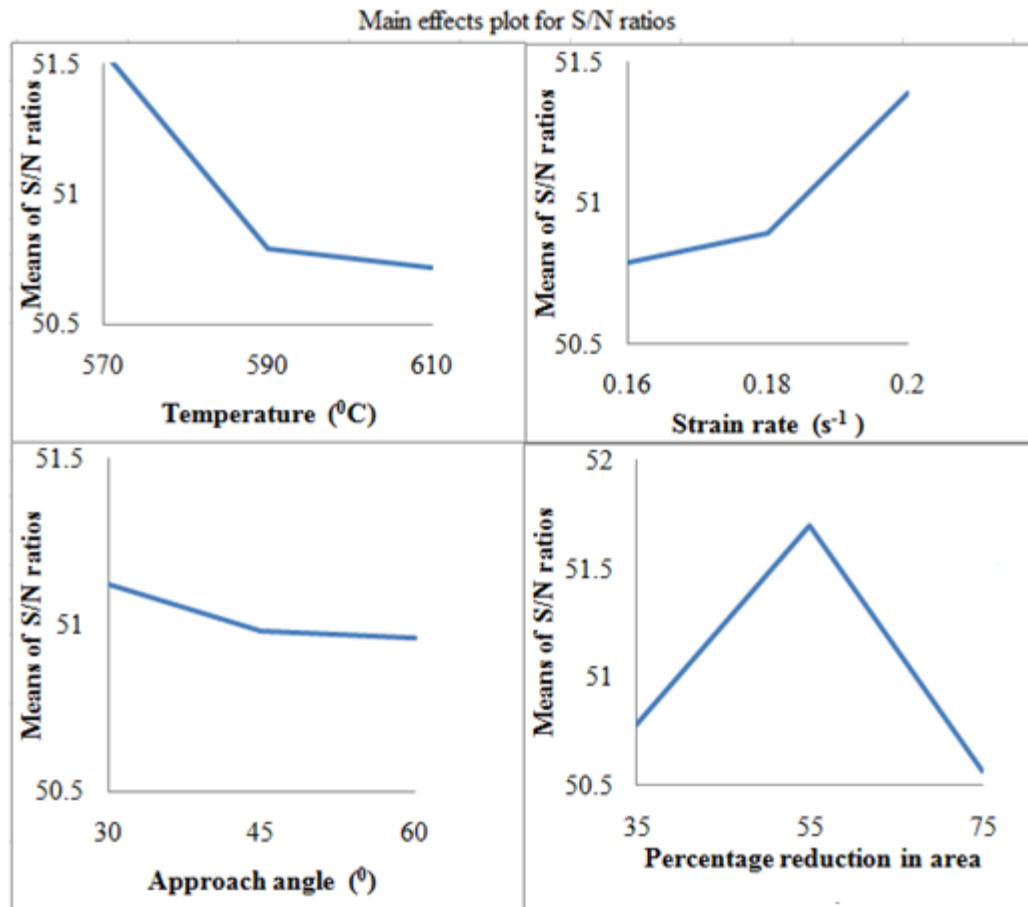 Main effects plot for S/N ratios
Means of S/N ratios
51.5
51
50.5
570 590 610
Temperature (⁰C)
Means of S/N ratios
51.5
51
50.5
0.16 0.18 0.2
Strain rate (s⁻¹ )
Means of S/N ratios
51.5
51
50.5
30 45 60
Approach angle (⁰)
Means of S/N ratios
52
51.5
51
50.5
35 55 75
Percentage reduction in area